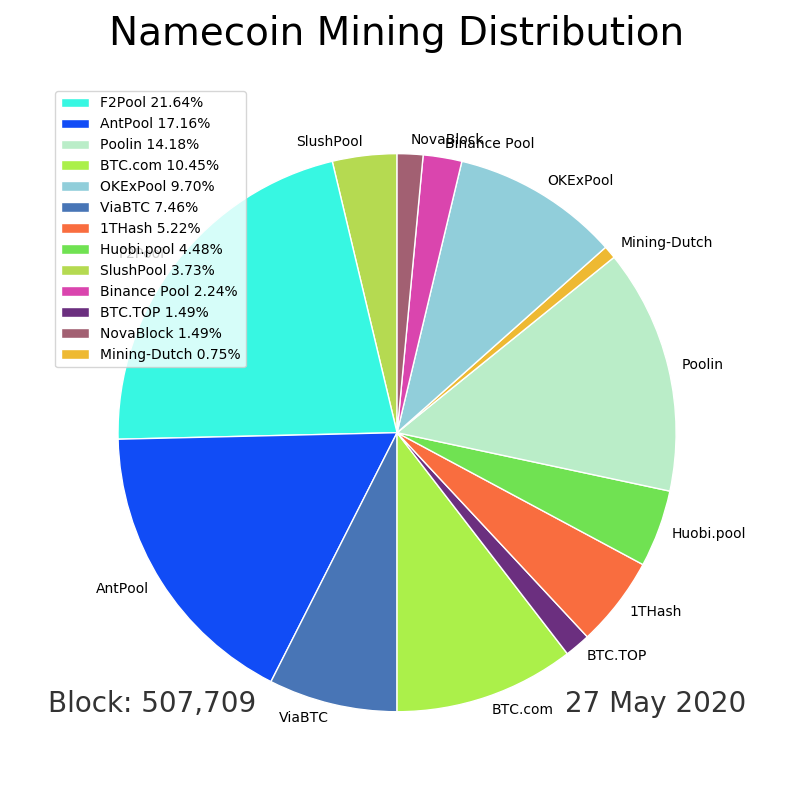 Namecoin Mining Distribution
F2Pool 21.64%
AntPool 17.16%
Poolin 14.18%
BTC.com 10.45%
OKExPool 9.70%
ViaBTC 7.46%
1THash 5.22%
Huobi.pool 4.48%
SlushPool 3.73%
Binance Pool 2.24%
BTC.TOP 1.49%
NovaBlock 1.49%
Mining-Dutch 0.75%
SlushPool
NovaBlock
Binance Pool
OKExPool
Mining-Dutch
F2Pool
Poolin
Huobi.pool
AntPool
1THash
BTC.TOP
BTC.com
ViaBTC
Block: 507,709
27 May 2020